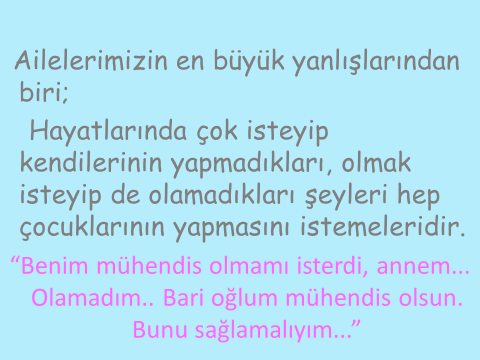 Ailelerimizin en büyük yanlışlarından
biri;
Hayatlarında çok isteyip
kendilerinin yapmadıkları, olmak
isteyip de olamadıkları şeyleri hep
çocuklarının yapmasını istemeleridir.
“Benim mühendis olmamı isterdi, annem...
Olamadım.. Bari oğlum mühendis olsun.
Bunu sağlamalıyım...”